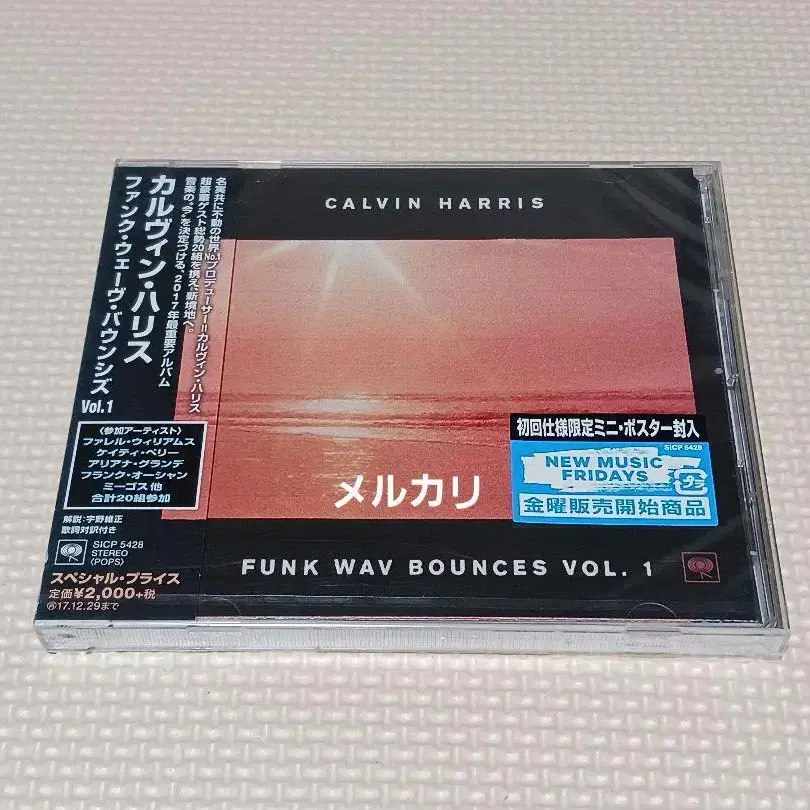 名実共に不動の世界No.1プロデューサー!!カルヴィン・ハリス
超豪華ゲスト総勢20組を携え、新境地へ。
音楽の“今”を決定づける、2017年最重要アルバム
カルヴィン・ハリス
ファンク・ウェーヴ・バウンシズ
Vol.1
〈参加アーティスト〉
ファレル・ウィリアムス
ケイティ・ペリー
アリアナ・グランデ
フランク・オーシャン
ミーゴス 他
合計20組参加
解説：宇野維正
歌詞対訳付き
SICP 5428
STEREO
(POPS)
スペシャル・プライス
定価¥2,000+税
17.12.29まで
CALVIN HARRIS
初回仕様限定ミニ・ポスター封入
SICP 5428
NEW MUSIC
FRIDAYS
金曜販売開始商品
メルカリ
FUNK WAV BOUNCES VOL. 1